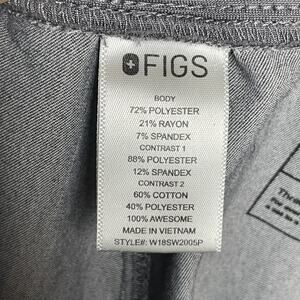 FIGS
BODY
72% POLYESTER
21% RAYON
7% SPANDEX
CONTRAST 1
88% POLYESTER
12% SPANDEX
CONTRAST 2
60% COTTON
40% POLYESTER
100% AWESOME
MADE IN VIETNAM
STYLE#: W18SW2005P
Thre